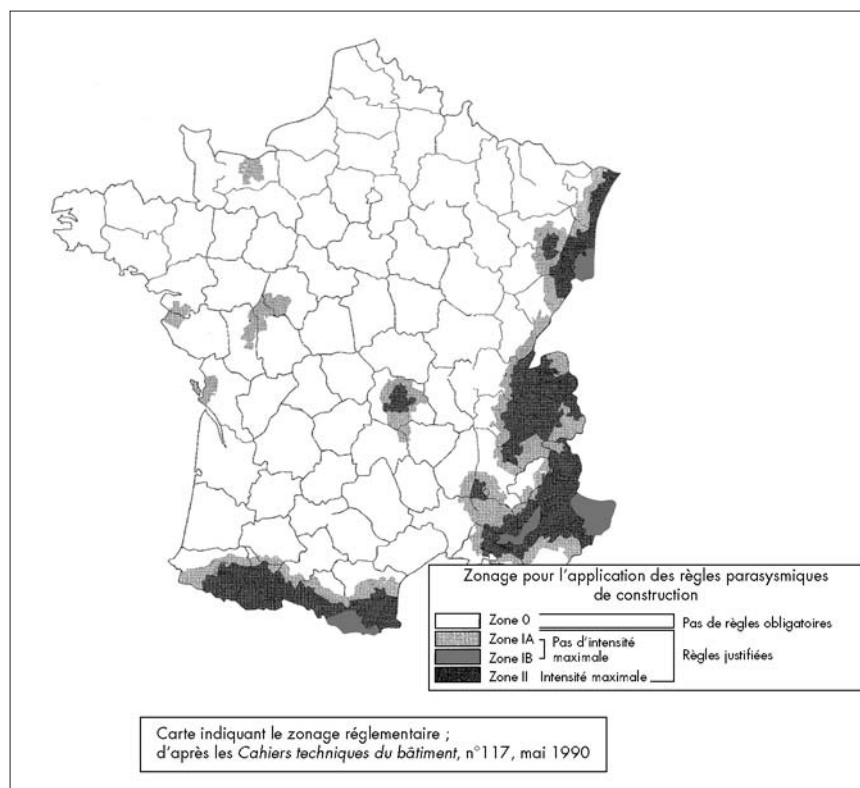 Zonage pour l'application des règles parasysmiques
de construction
Zone 0
Pas de règles obligatoires
Zone IA
Zone IB
Pas d'intensité
maximale
Règles justifiées
Zone II Intensité maximale
Carte indiquant le zonage réglementaire ;
d'après les Cahiers techniques du bâtiment, n°117, mai 1990